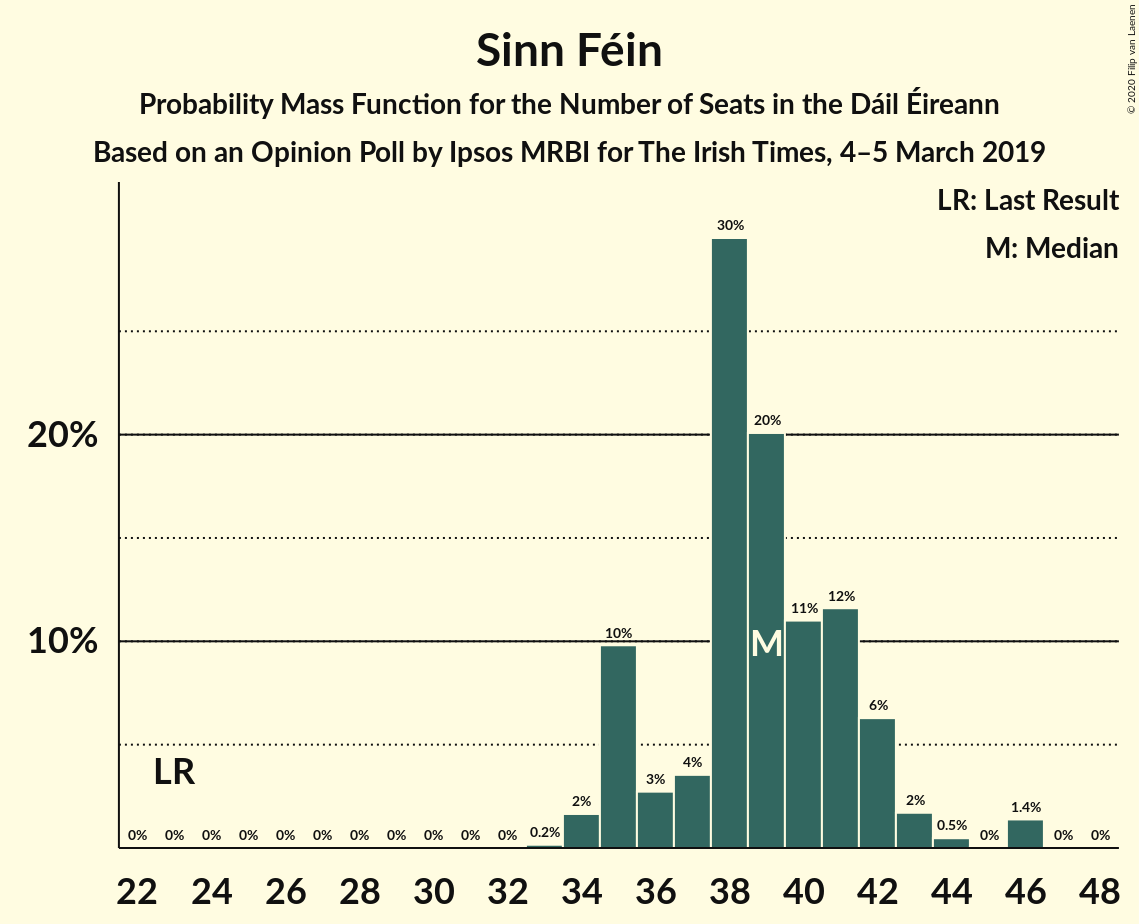 Sinn Féin
Probability Mass Function for the Number of Seats in the Dáil Éireann
Based on an Opinion Poll by Ipsos MRBI for The Irish Times, 4–5 March 2019
© 2020 Filip van Laenen
LR: Last Result
M: Median
30%
20%
20%
12%
11%
10%
10%
M
6%
LR
4%
3%
2%
2%
1.4%
0.5%
0.2%
0% 0% 0% 0% 0% 0% 0% 0% 0% 0% 0% 0% 0% 0%
22 24 26 28 30 32 34 36 38 40 42 44 46 48